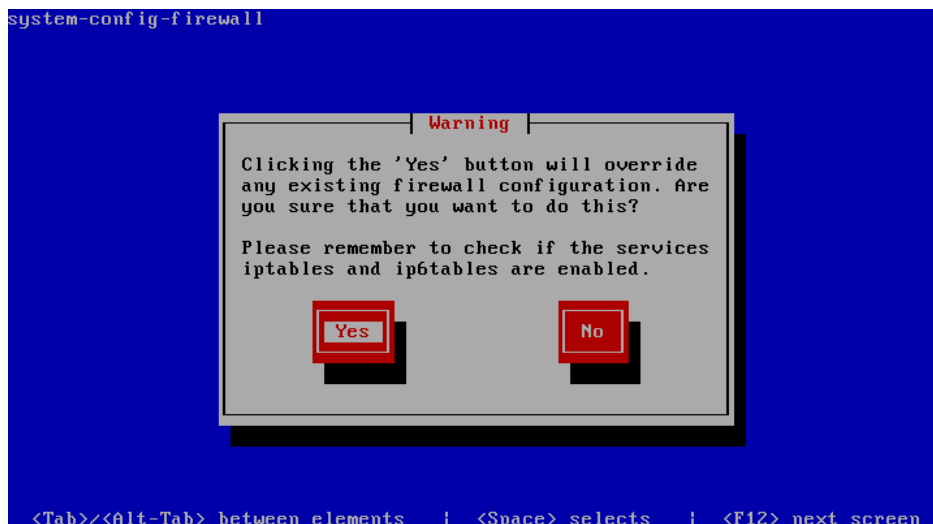 system-config-firewall
Warning
Clicking the 'Yes' button will override
any existing firewall configuration. Are
you sure that you want to do this?
Please remember to check if the services
iptables and ip6tables are enabled.
Yes No
<Tab>/<Alt-Tab> between elements | <Space> selects | <F12> next screen